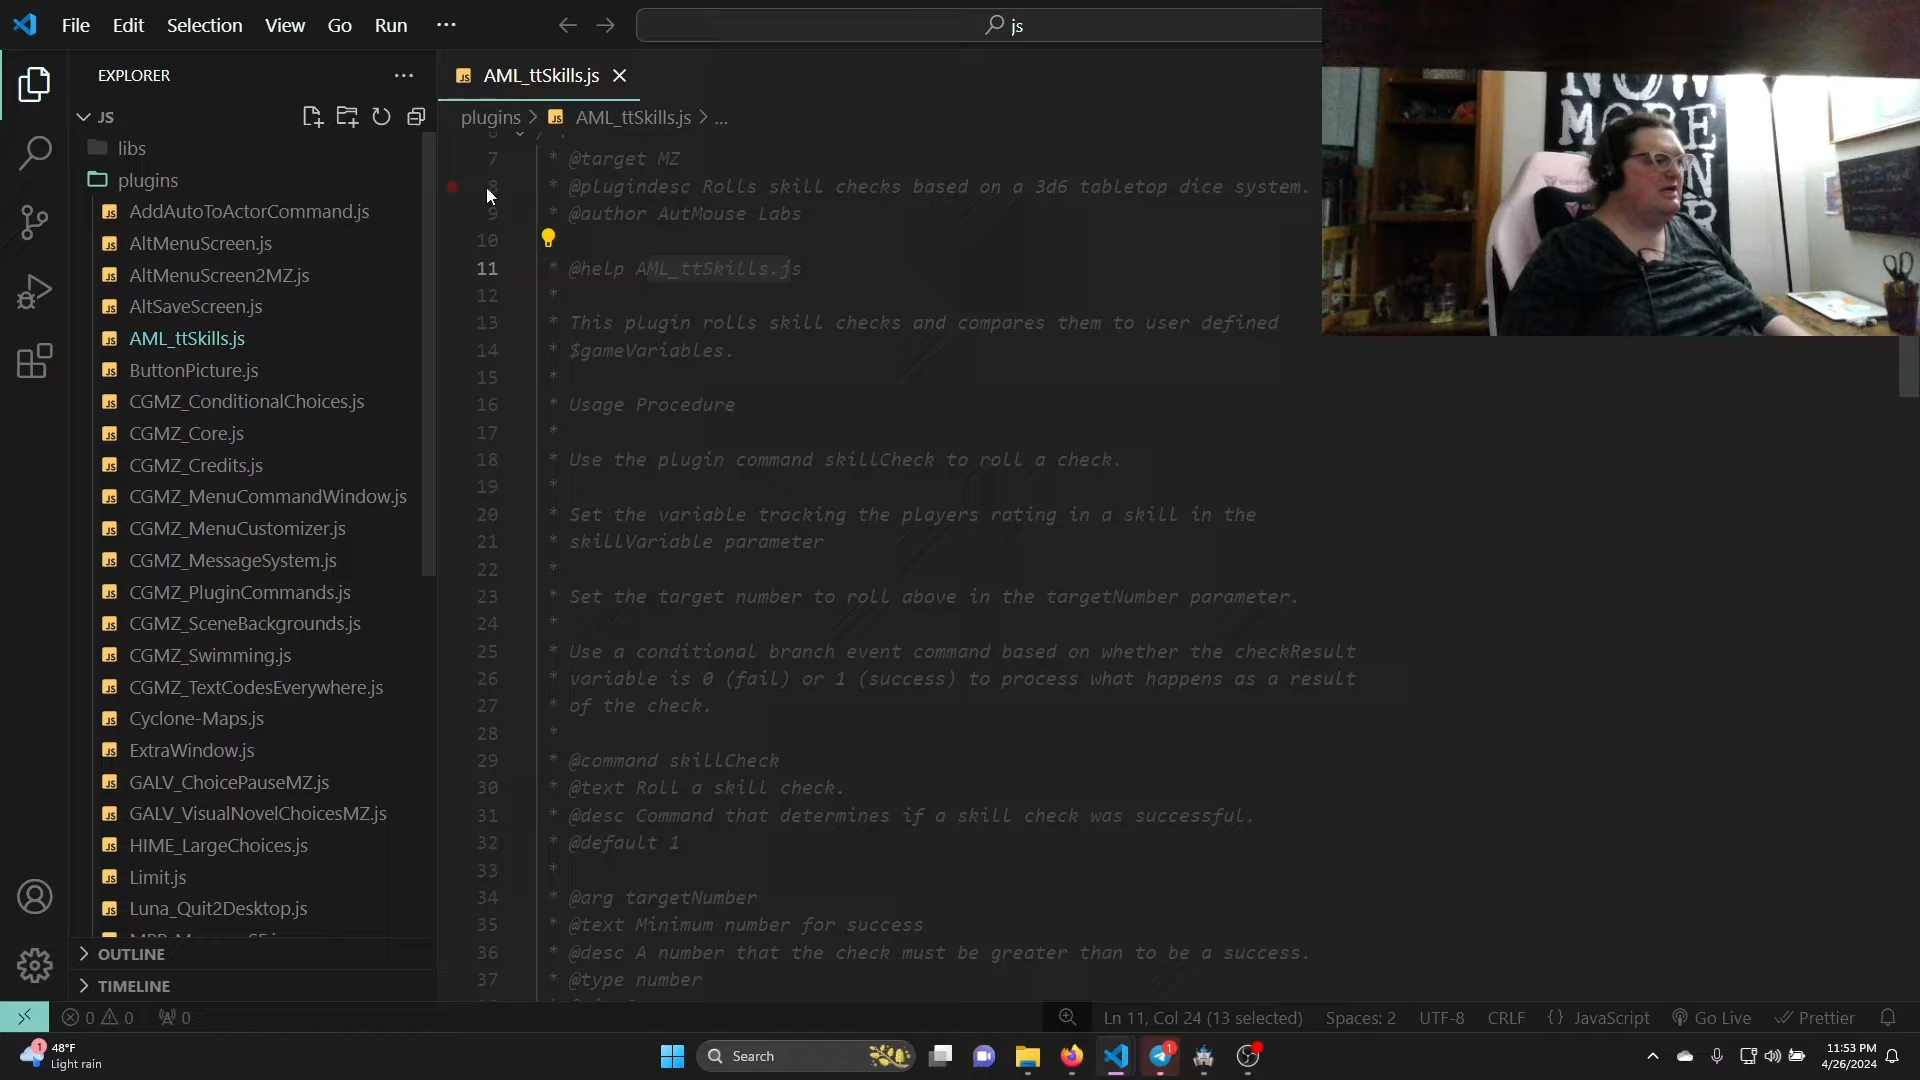 File Edit Selection View Go Run ···
js
EXPLORER ···
AML_ttSkills.js
JS
plugins > AML_ttSkills.js > ...
libs
plugins
AddAutoToActorCommand.js
AltMenuScreen.js
AltMenuScreen2MZ.js
AltSaveScreen.js
AML_ttSkills.js
ButtonPicture.js
CGMZ_ConditionalChoices.js
CGMZ_Core.js
CGMZ_Credits.js
CGMZ_MenuCommandWindow.js
CGMZ_MenuCustomizer.js
CGMZ_MessageSystem.js
CGMZ_PluginCommands.js
CGMZ_SceneBackgrounds.js
CGMZ_Swimming.js
CGMZ_TextCodesEverywhere.js
Cyclone-Maps.js
ExtraWindow.js
GALV_ChoicePauseMZ.js
GALV_VisualNovelChoicesMZ.js
HIME_LargeChoices.js
Limit.js
Luna_Quit2Desktop.js
OUTLINE
TIMELINE
7 * @target MZ
8 * @plugindesc Rolls skill checks based on a 3d6 tabletop dice system.
9 * @author AutMouse Labs
10
11 * @help AML_ttSkills.js
12 *
13 * This plugin rolls skill checks and compares them to user defined
14 * $gameVariables.
15 *
16 * Usage Procedure
17 *
18 * Use the plugin command skillCheck to roll a check.
19 *
20 * Set the variable tracking the players rating in a skill in the
21 * skillVariable parameter
22 *
23 * Set the target number to roll above in the targetNumber parameter.
24 *
25 * Use a conditional branch event command based on whether the checkResult
26 * variable is 0 (fail) or 1 (success) to process what happens as a result
27 * of the check.
28 *
29 * @command skillCheck
30 * @text Roll a skill check.
31 * @desc Command that determines if a skill check was successful.
32 * @default 1
33 *
34 * @arg targetNumber
35 * @text Minimum number for success
36 * @desc A number that the check must be greater than to be a success.
37 * @type number
NOW
MORE
0 0 0
Ln 11, Col 24 (13 selected) Spaces: 2 UTF-8 CRLF {} JavaScript Go Live Prettier
1 48°F
Light rain
Search
1
11:53 PM
4/26/2024